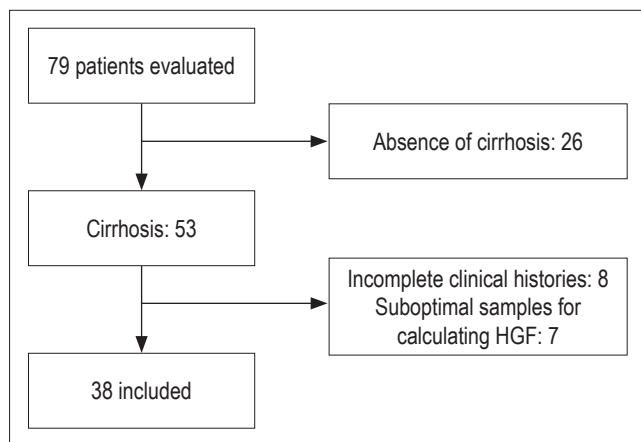 79 patients evaluated
Absence of cirrhosis: 26
Cirrhosis: 53
Incomplete clinical histories: 8
Suboptimal samples for
calculating HGF: 7
38 included